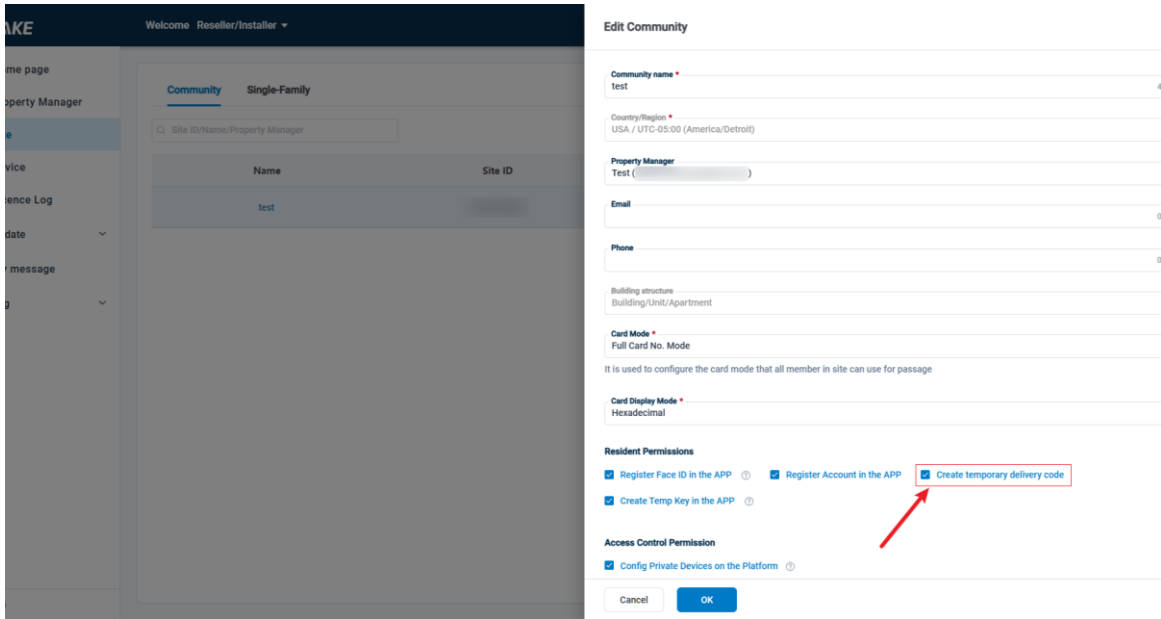 AKE
Welcome Reseller/Installer
Edit Community
me page
operty Manager
e
vice
cence Log
date
message
g
Community Single-Family
Site ID/Name/Property Manager
Name Site ID
test
Community name *
test
4
Country/Region *
USA / UTC-05:00 (America/Detroit)
Property Manager
Test ( )
Email
0
Phone
0
Building structure
Building/Unit/Apartment
Card Mode *
Full Card No. Mode
It is used to configure the card mode that all member in site can use for passage
Card Display Mode *
Hexadecimal
Resident Permissions
Register Face ID in the APP Register Account in the APP Create temporary delivery code
Create Temp Key in the APP
Access Control Permission
Config Private Devices on the Platform
Cancel OK